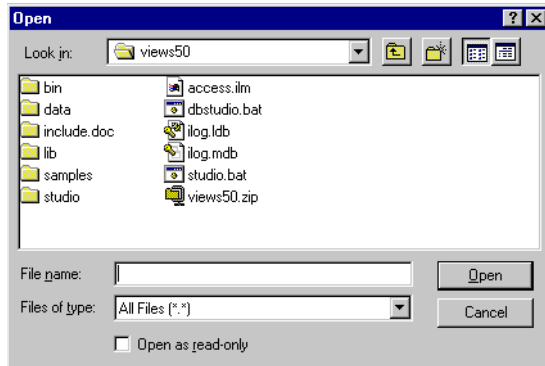 Open
Look in: views50
bin access.ilm
data dbstudio.bat
include.doc ilog.ldb
lib ilog.mdb
samples studio.bat
studio views50.zip
File name: Open
Files of type: All Files (*.*) Cancel
Open as read-only